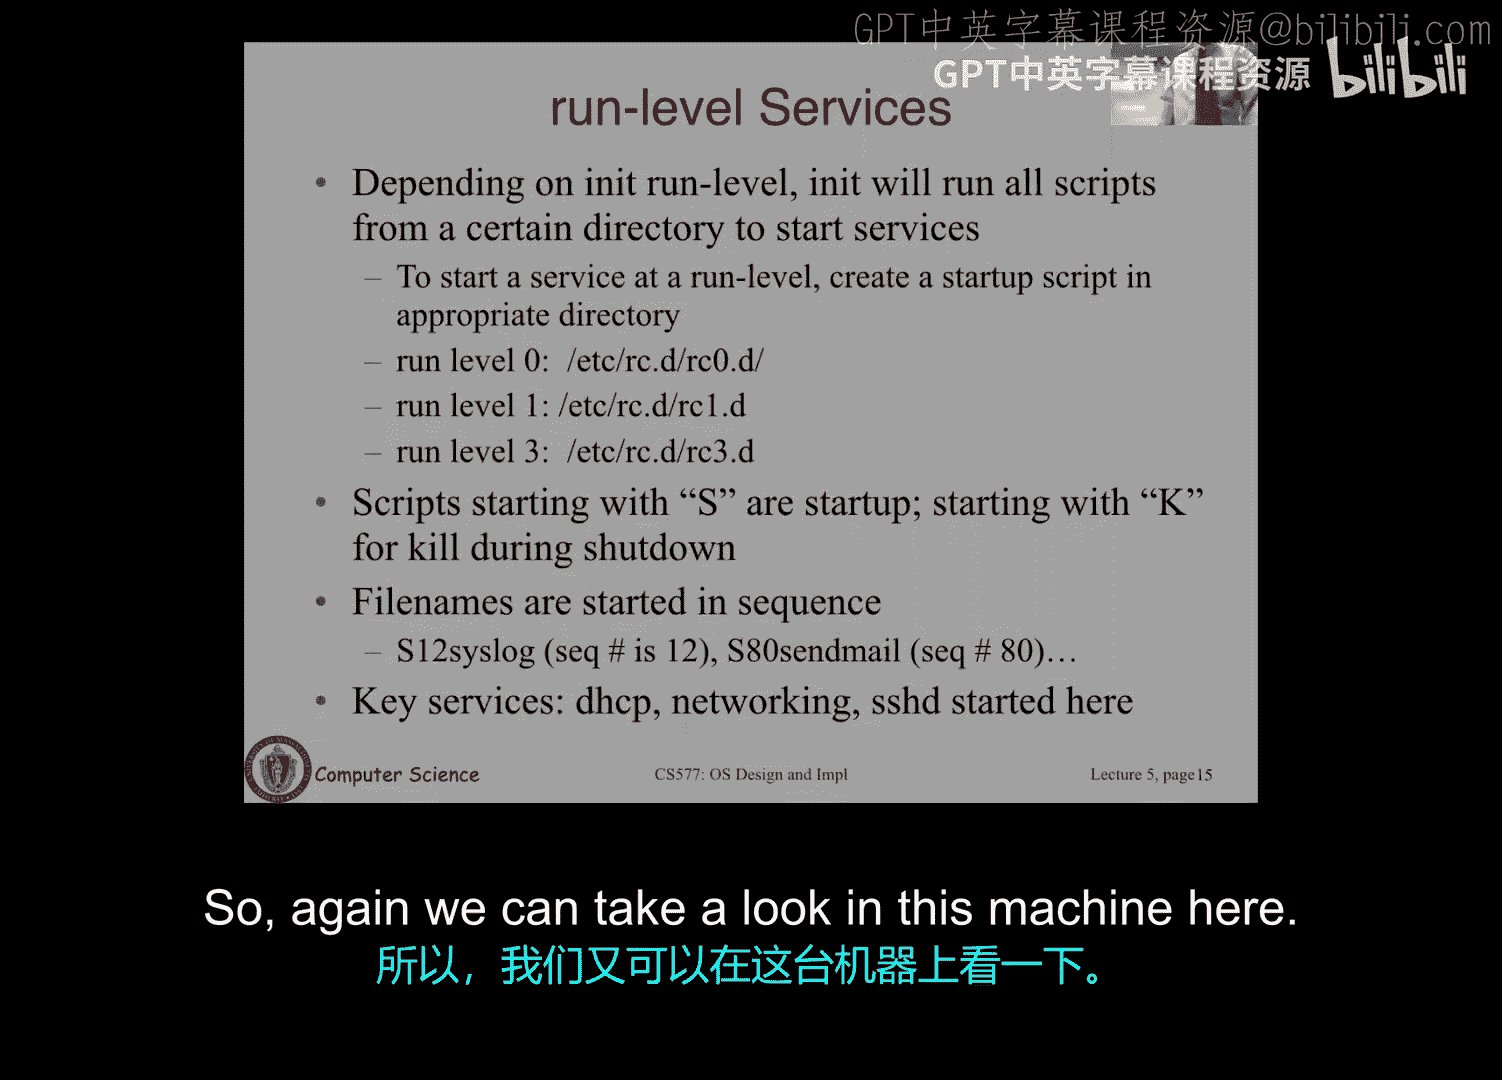 GPT中英字幕课程资源@bilibili.com
GPT中英字幕课程资源 bilibili
run-level Services
• Depending on init run-level, init will run all scripts
from a certain directory to start services
– To start a service at a run-level, create a startup script in
appropriate directory
– run level 0: /etc/rc.d/rc0.d/
– run level 1: /etc/rc.d/rc1.d
– run level 3: /etc/rc.d/rc3.d
• Scripts starting with “S” are startup; starting with “K”
for kill during shutdown
• Filenames are started in sequence
– S12syslog (seq # is 12), S80sendmail (seq # 80)…
• Key services: dhcp, networking, sshd started here
Computer Science
CS577: OS Design and Impl
Lecture 5, page15
So, again we can take a look in this machine here.
所以，我们又可以在这台机器上看一下。